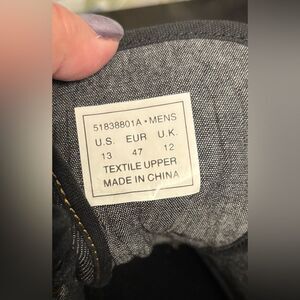 51838801A • MENS
U.S. EUR U.K.
13 47 12
TEXTILE UPPER
MADE IN CHINA